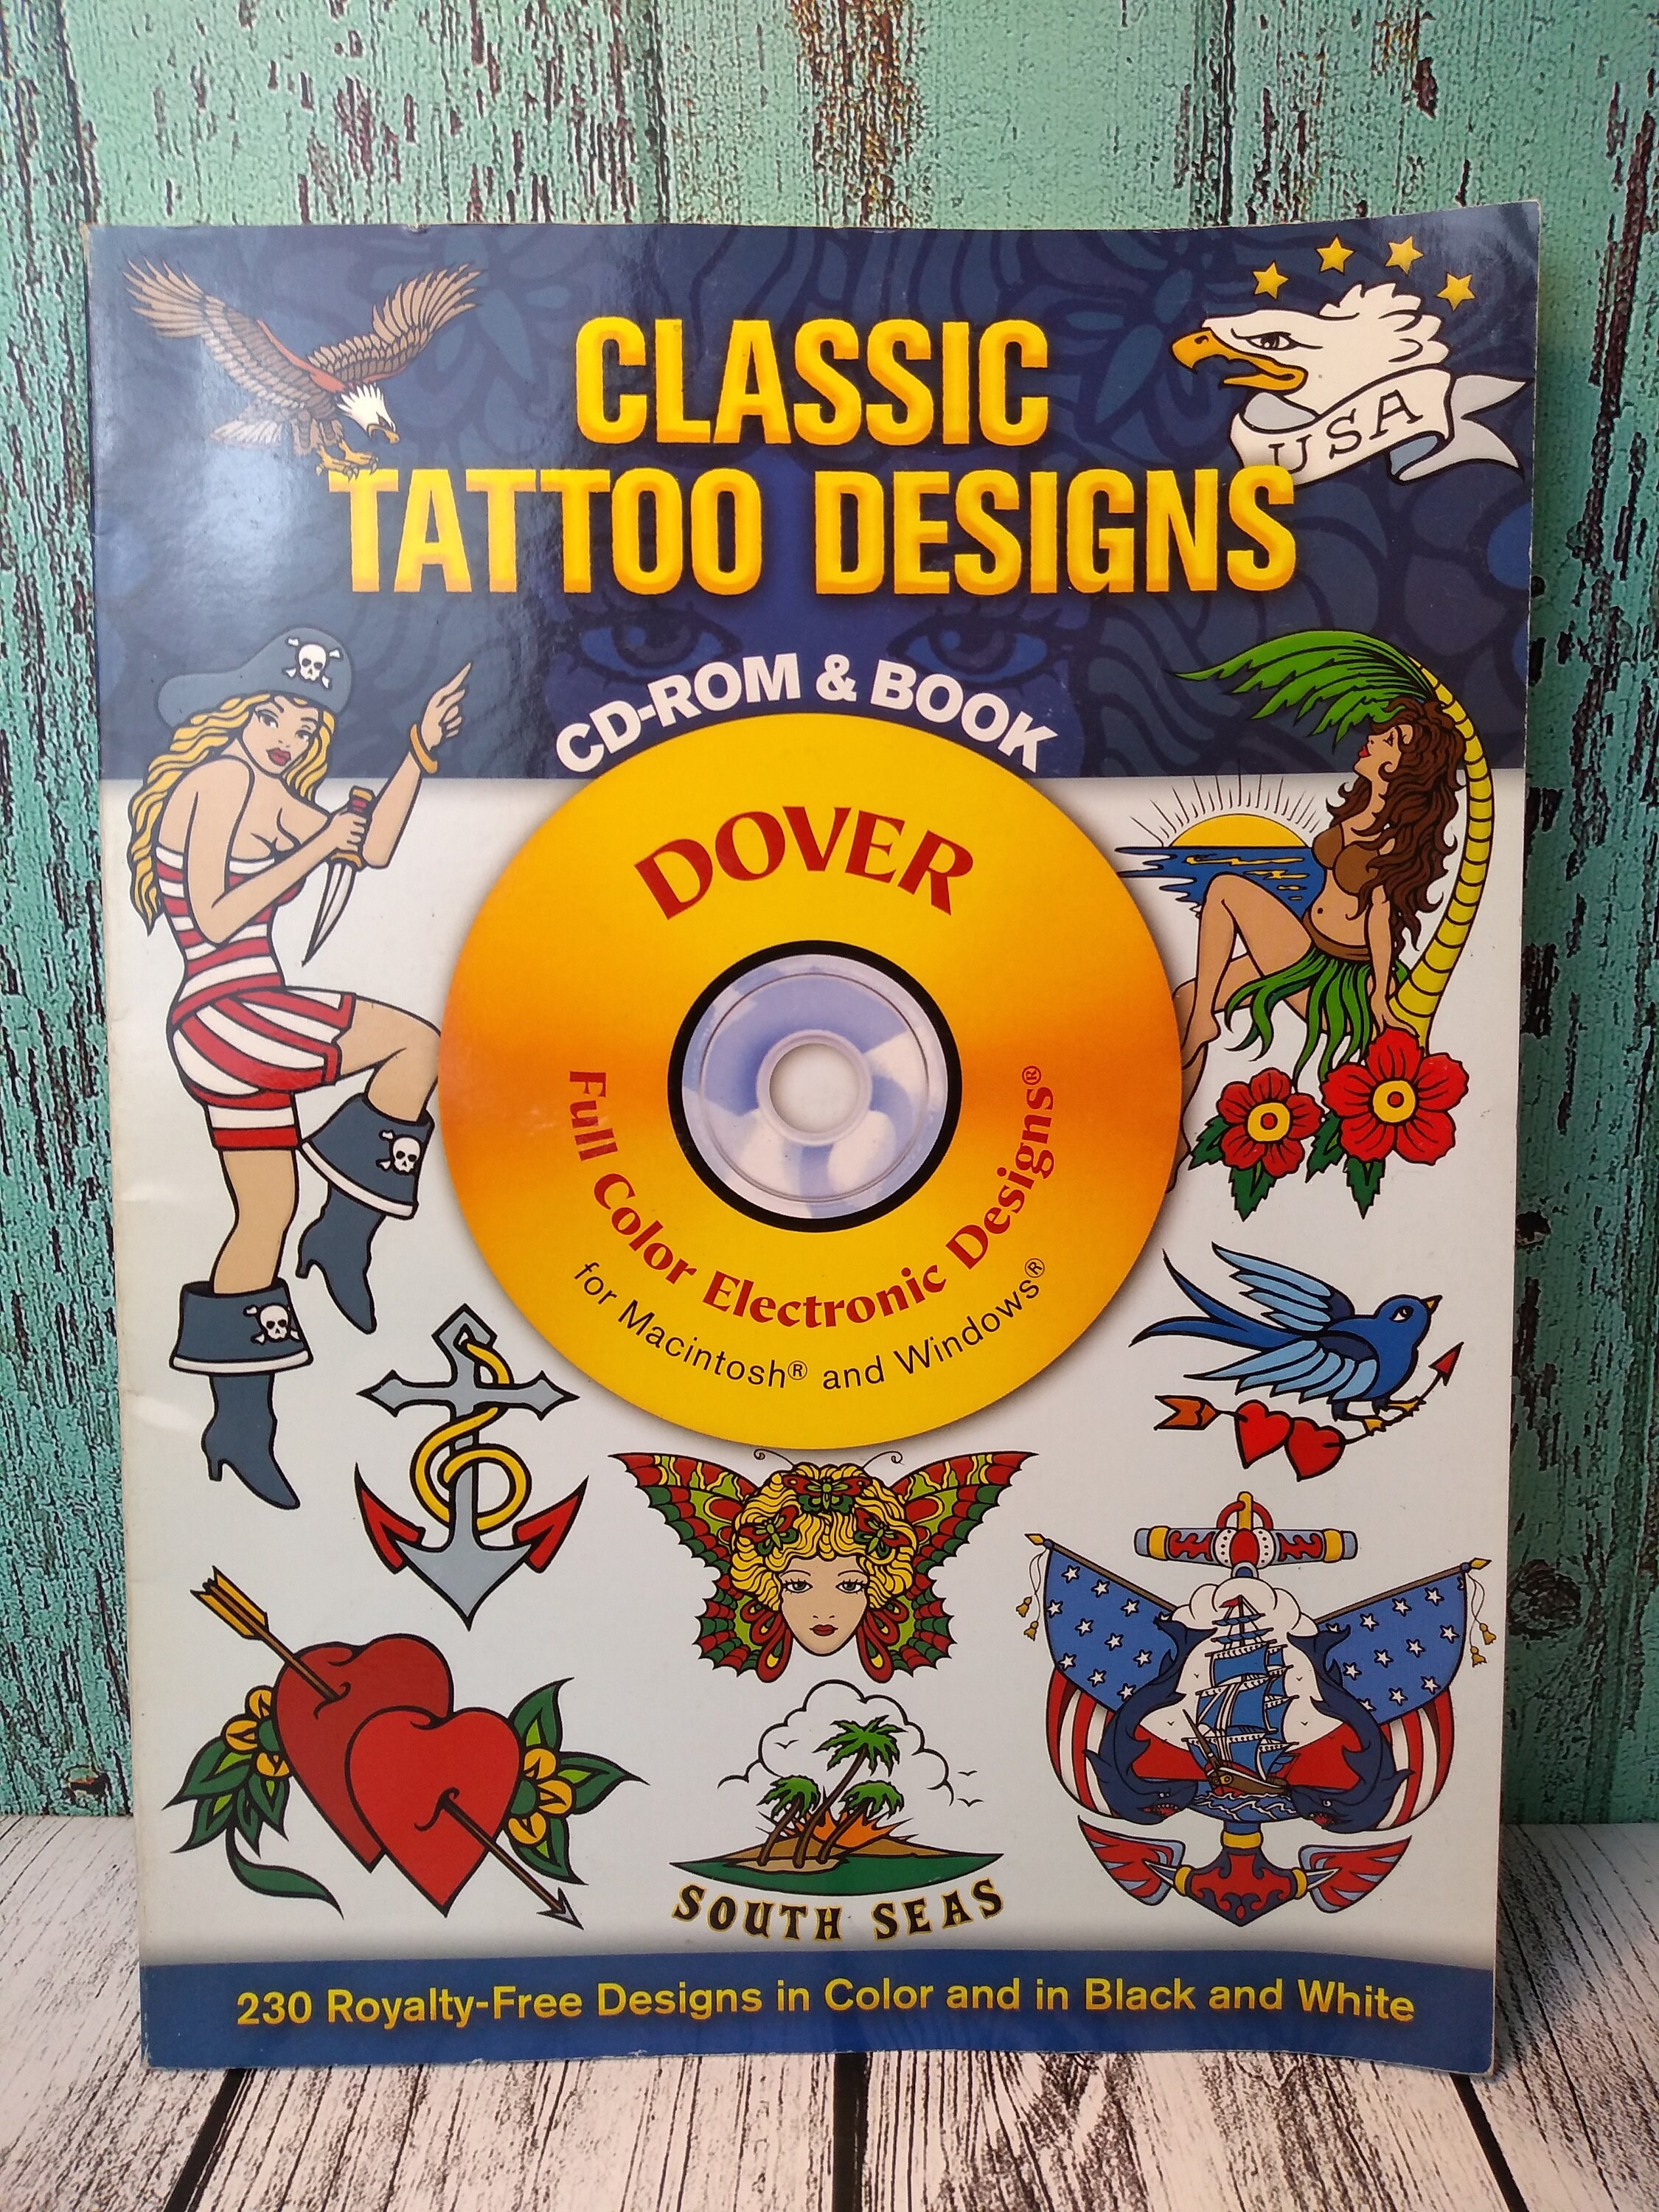 CLASSIC
TATTOO DESIGNS
USA
CD-ROM & BOOK
DOVER
Full Color Electronic Designs®
for Macintosh® and Windows®
SOUTH SEAS
230 Royalty-Free Designs in Color and in Black and White